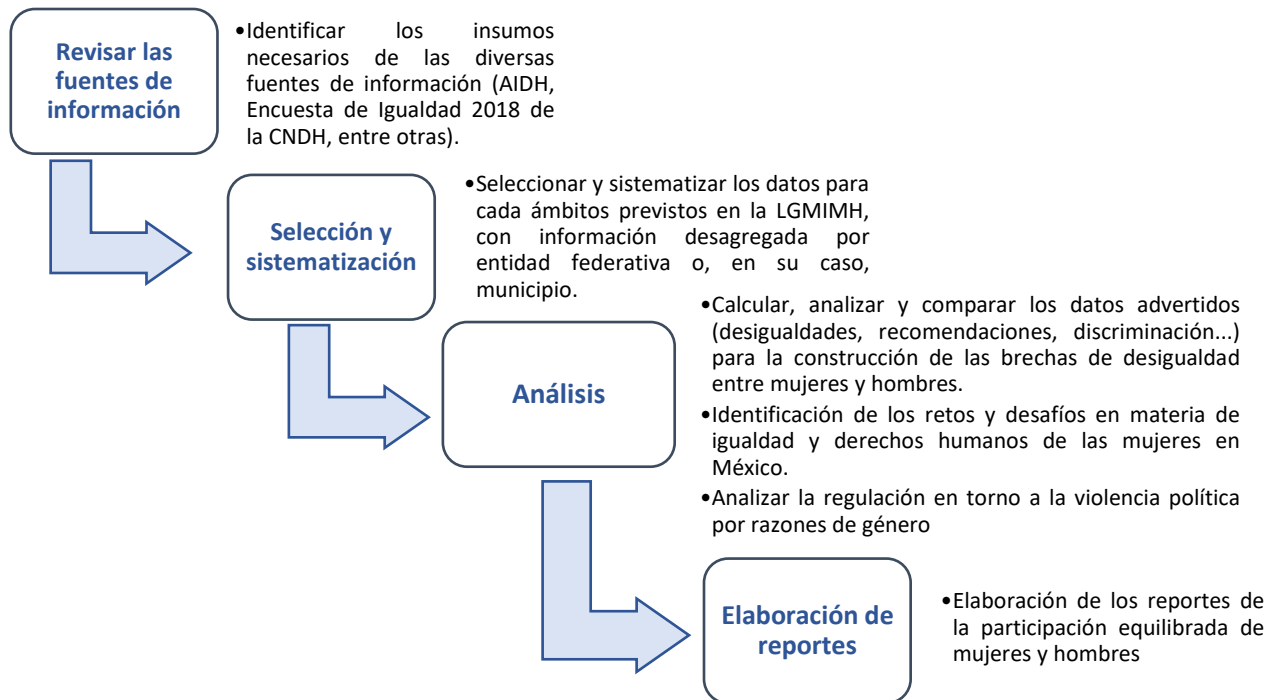 Revisar las
fuentes de
información
•Identificar los insumos
necesarios de las diversas
fuentes de información (AIDH,
Encuesta de Igualdad 2018 de
la CNDH, entre otras).
Selección y
sistematización
•Seleccionar y sistematizar los datos para
cada ámbitos previstos en la LGMIMH,
con información desagregada por
entidad federativa o, en su caso,
municipio.
Análisis
•Calcular, analizar y comparar los datos advertidos
(desigualdades, recomendaciones, discriminación...)
para la construcción de las brechas de desigualdad
entre mujeres y hombres.
•Identificación de los retos y desafíos en materia de
igualdad y derechos humanos de las mujeres en
México.
•Analizar la regulación en torno a la violencia política
por razones de género
Elaboración de
reportes
•Elaboración de los reportes de
la participación equilibrada de
mujeres y hombres